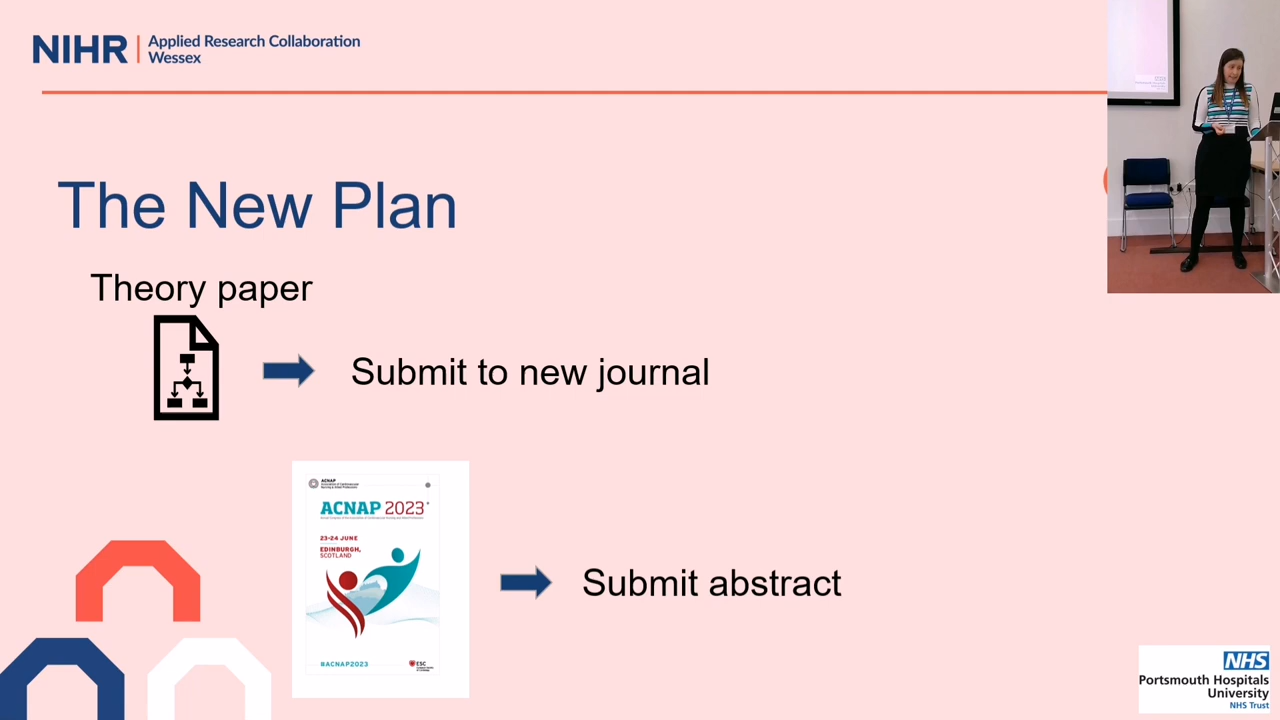 NIHR
Applied Research Collaboration
Wessex
The New Plan
Theory paper
Submit to new journal
ACNAP
ACNAP 2023
23-24 JUNE
EDINBURGH,
SCOTLAND
#ACNAP2023
ESC
Submit abstract
NHS
Portsmouth Hospitals
University
NHS Trust